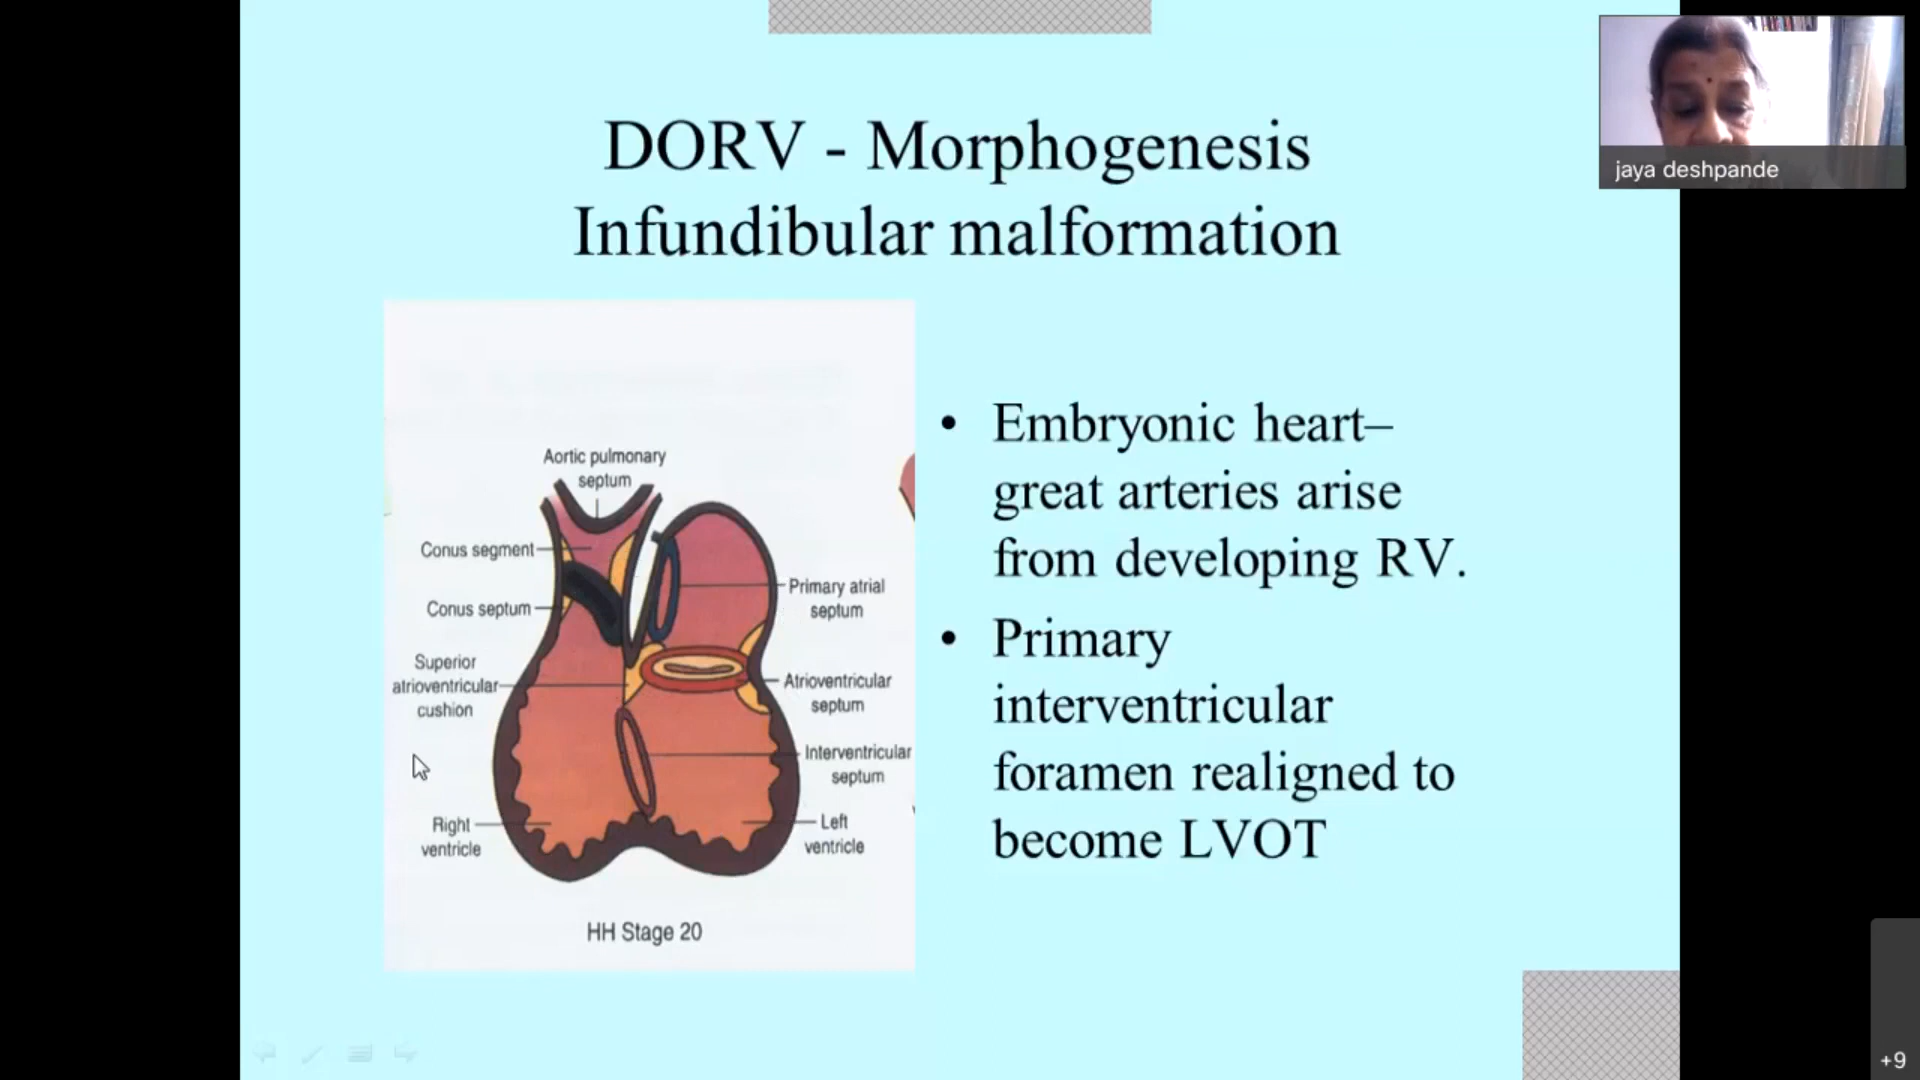 DORV - Morphogenesis
Infundibular malformation
jaya deshpande
Aortic pulmonary
septum
Conus segment
Conus septum
Superior
atrioventricular
cushion
Right
ventricle
Primary atrial
septum
Atrioventricular
septum
Interventricular
septum
Left
ventricle
HH Stage 20
• Embryonic heart–
great arteries arise
from developing RV.
• Primary
interventricular
foramen realigned to
become LVOT
+9